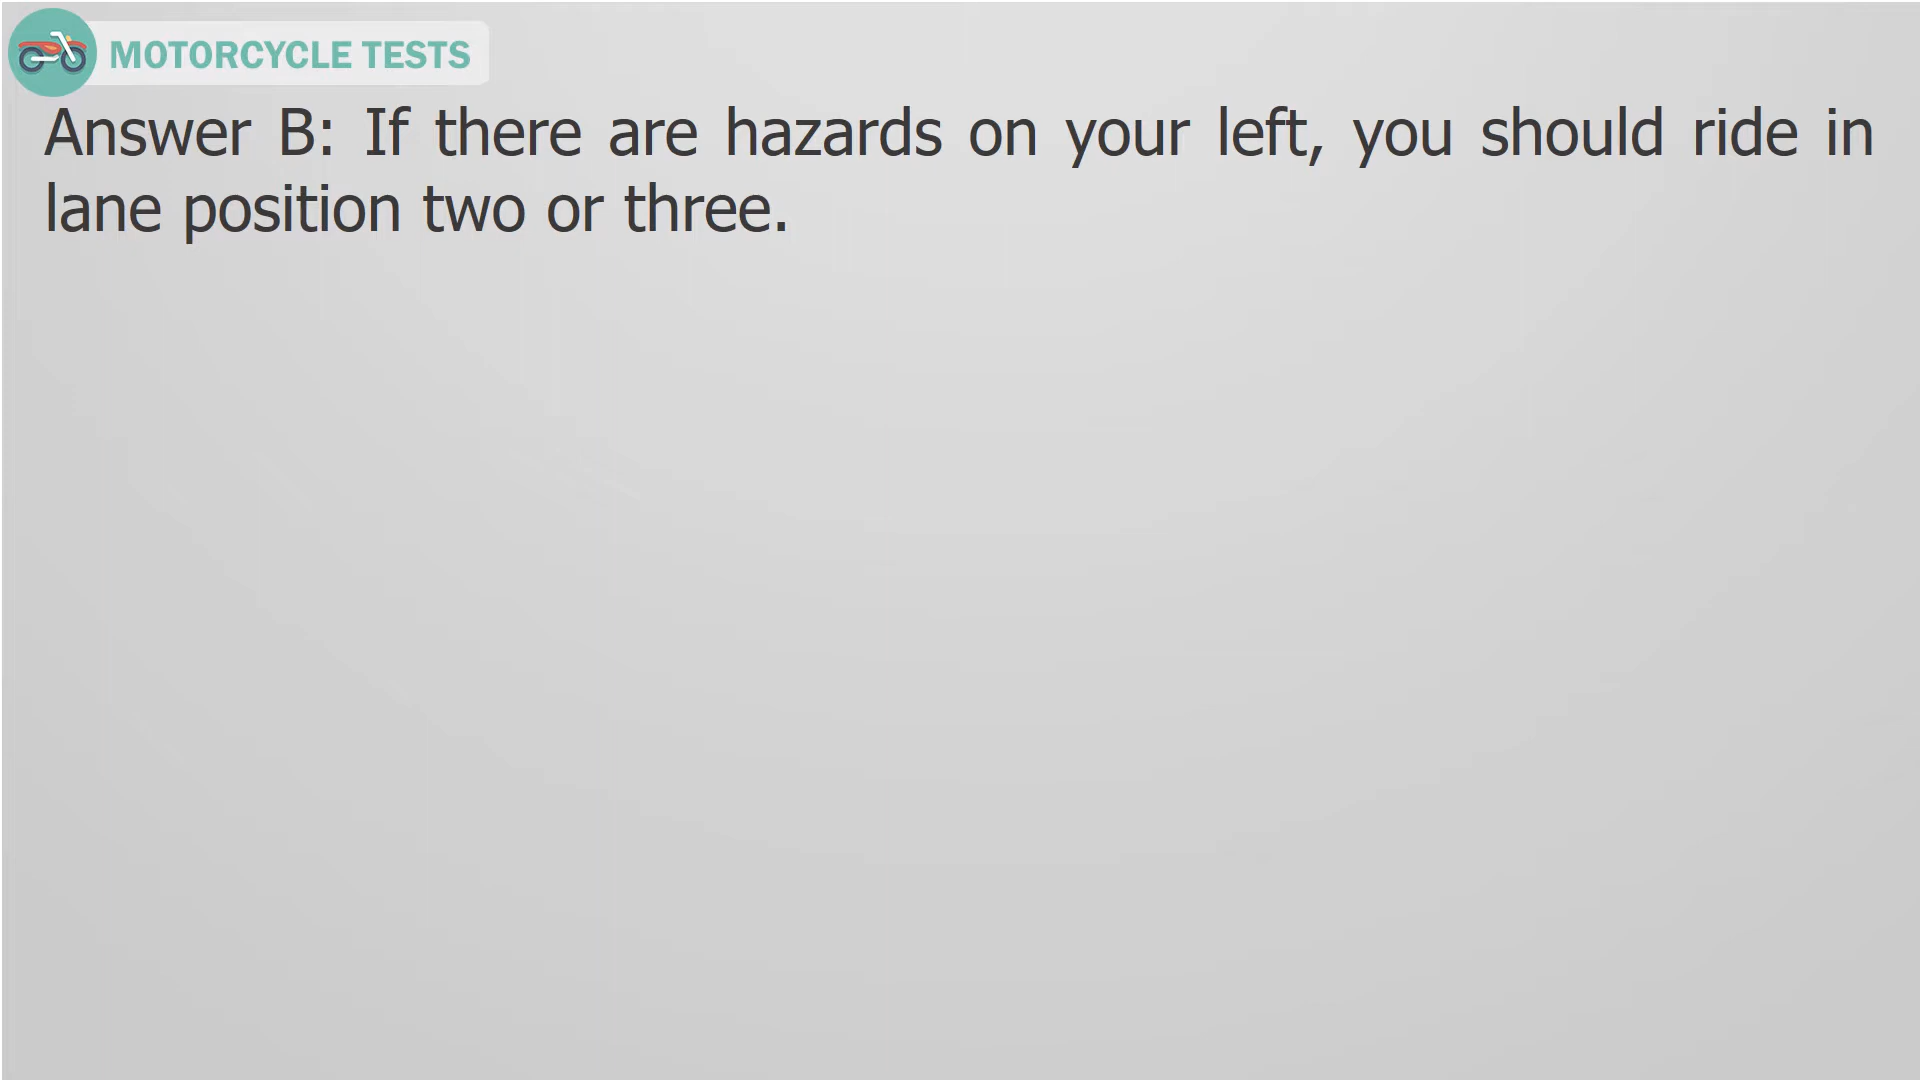 MOTORCYCLE TESTS
Answer B: If there are hazards on your left, you should ride in
lane position two or three.